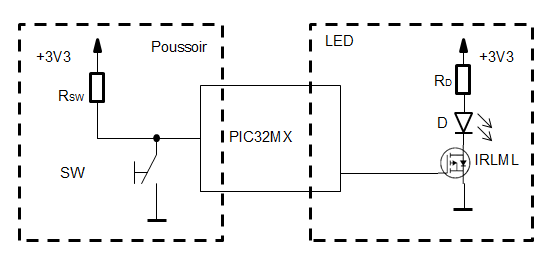 Poussoir
+3V3
RSW
SW
PIC32MX
LED
+3V3
RD
D
IRLML